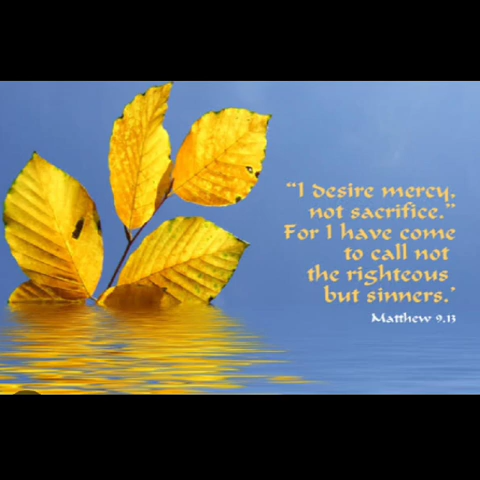 “I desire mercy,
not sacrifice.”
For I have come
to call not
the righteous
but sinners.’
Matthew 9.13